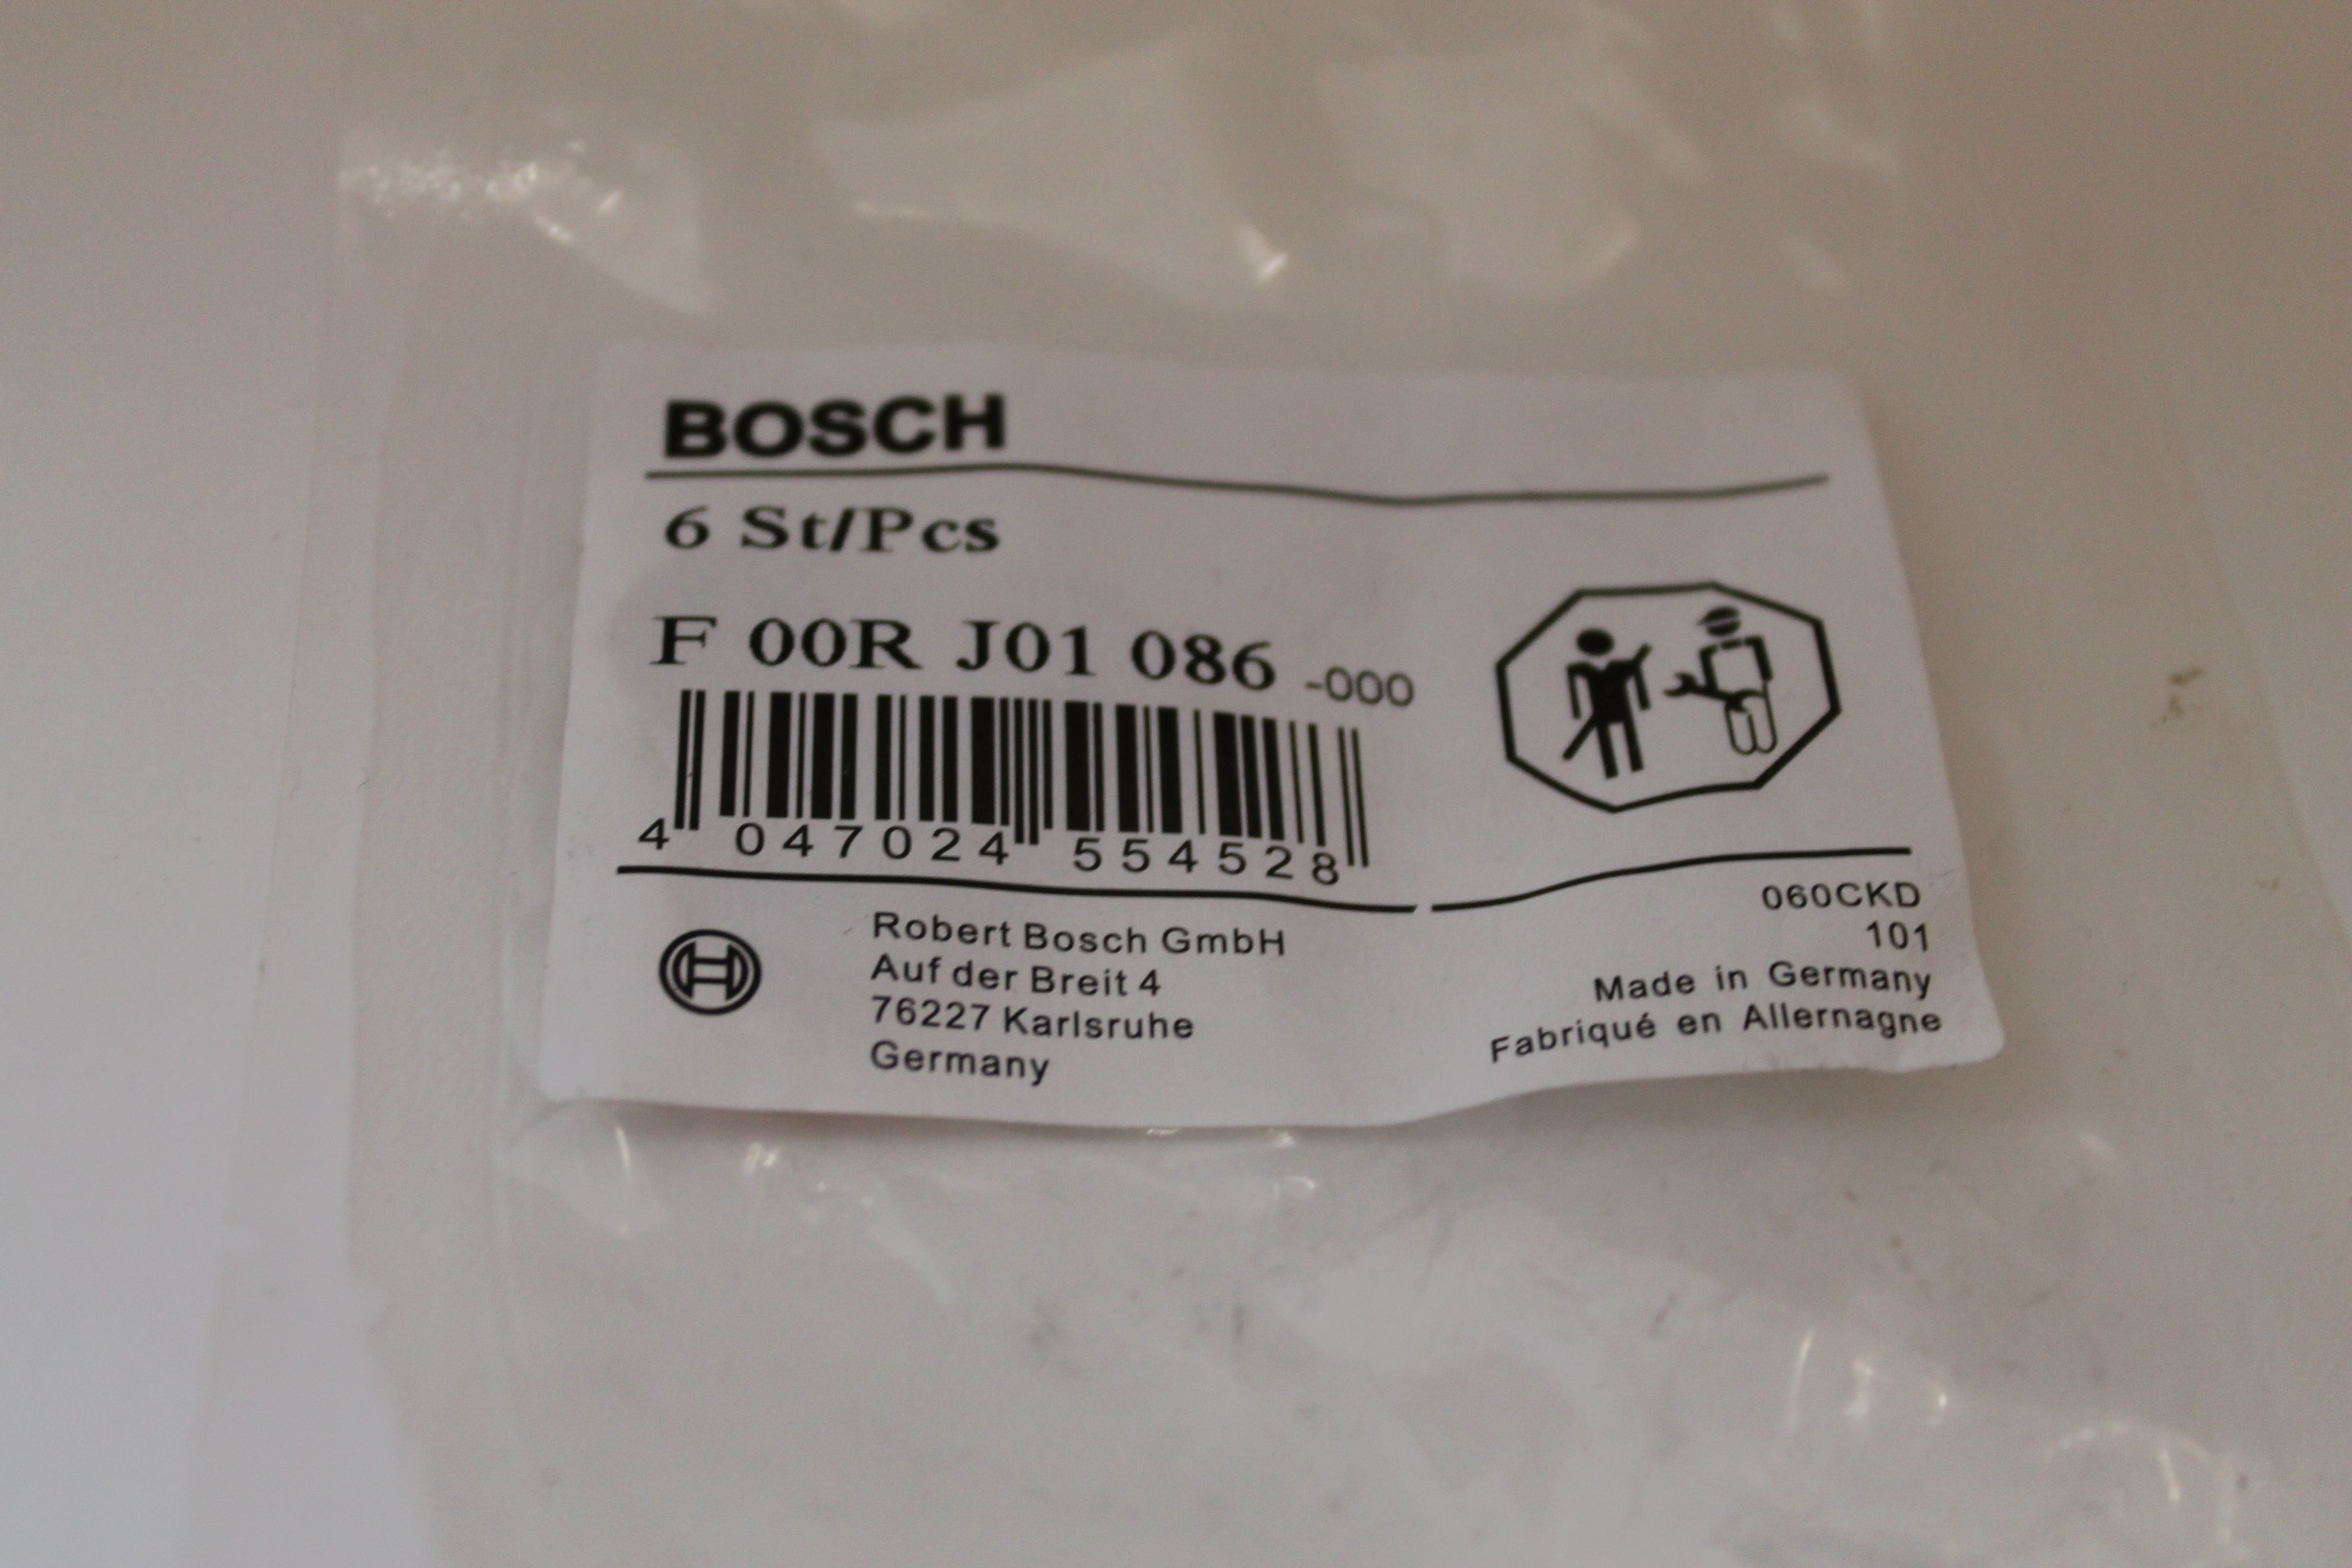 BOSCH
6 St/Pcs
F 00R J01 086 -000
4 047024 554528
Robert Bosch GmbH
Auf der Breit 4
76227 Karlsruhe
Germany
060CKD
101
Made in Germany
Fabriqué en Allernagne